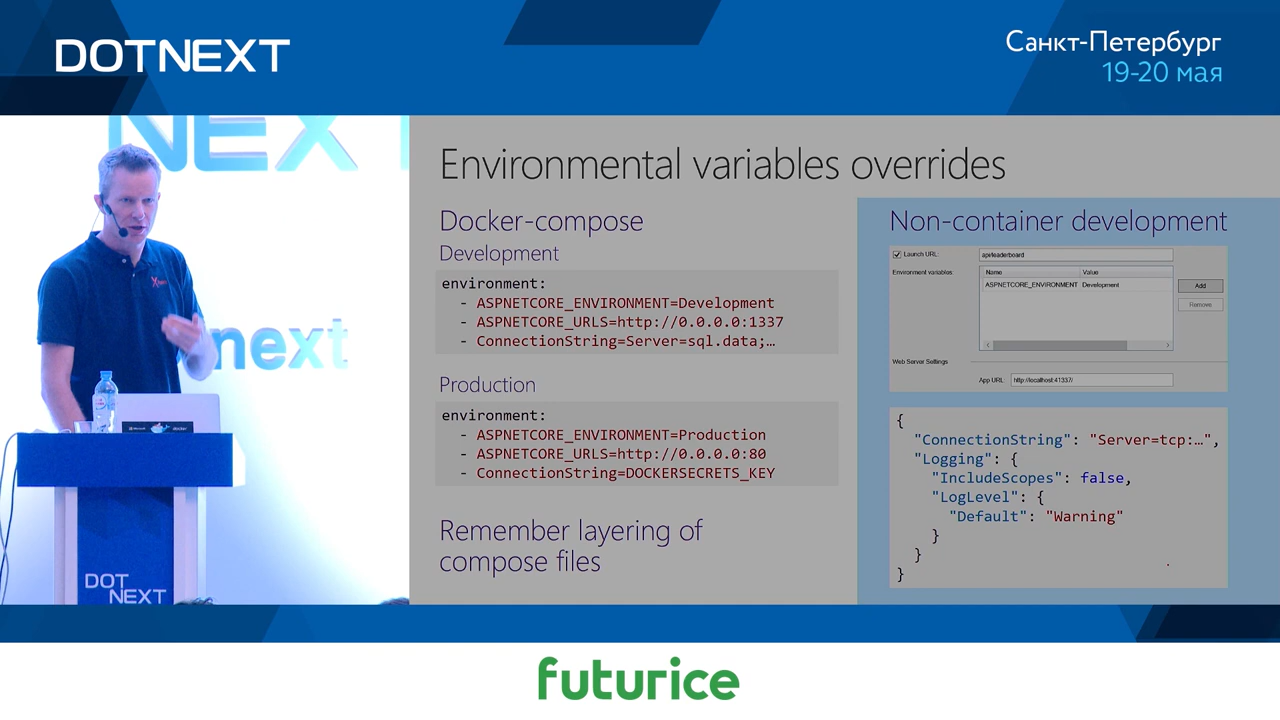 DOTNEXT
Санкт-Петербург
19-20 мая
NEXT
next
DOT
NEXT
docker
Environmental variables overrides
Docker-compose
Development
environment:
- ASPNETCORE_ENVIRONMENT=Development
- ASPNETCORE_URLS=http://0.0.0.0:1337
- ConnectionString=Server=sql.data;…
Production
environment:
- ASPNETCORE_ENVIRONMENT=Production
- ASPNETCORE_URLS=http://0.0.0.0:80
- ConnectionString=DOCKERSECRETS_KEY
Remember layering of
compose files
Non-container development
Launch URL: api/leaderboard
Environment variables:
Name Value
ASPNETCORE_ENVIRONMENT Development
Add
Remove
Web Server Settings
App URL: http://localhost:41337/
{
"ConnectionString": "Server=tcp:…",
"Logging": {
"IncludeScopes": false,
"LogLevel": {
"Default": "Warning"
}
}
}
futurice